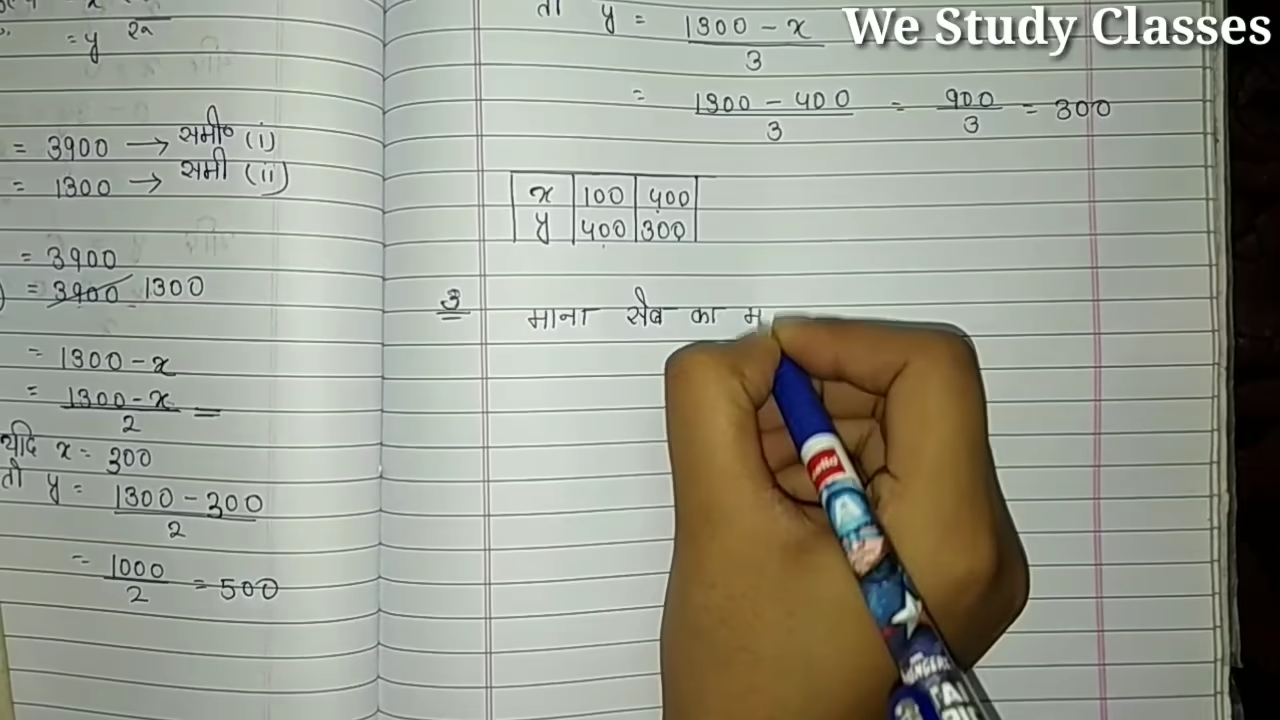 = y
= 3900 → समी० (i)
= 1300 → समी (ii)
= 3900
= 3900 1300
= 1300 - x
= 1300 - x / 2 =
यदि x = 300
तो y = 1300 - 300 / 2
= 1000 / 2 = 500
तो y = 1300 - x / 3
We Study Classes
= 1300 - 400 / 3 = 900 / 3 = 300
x 100 400
y 400 300
3 माना सेब का म